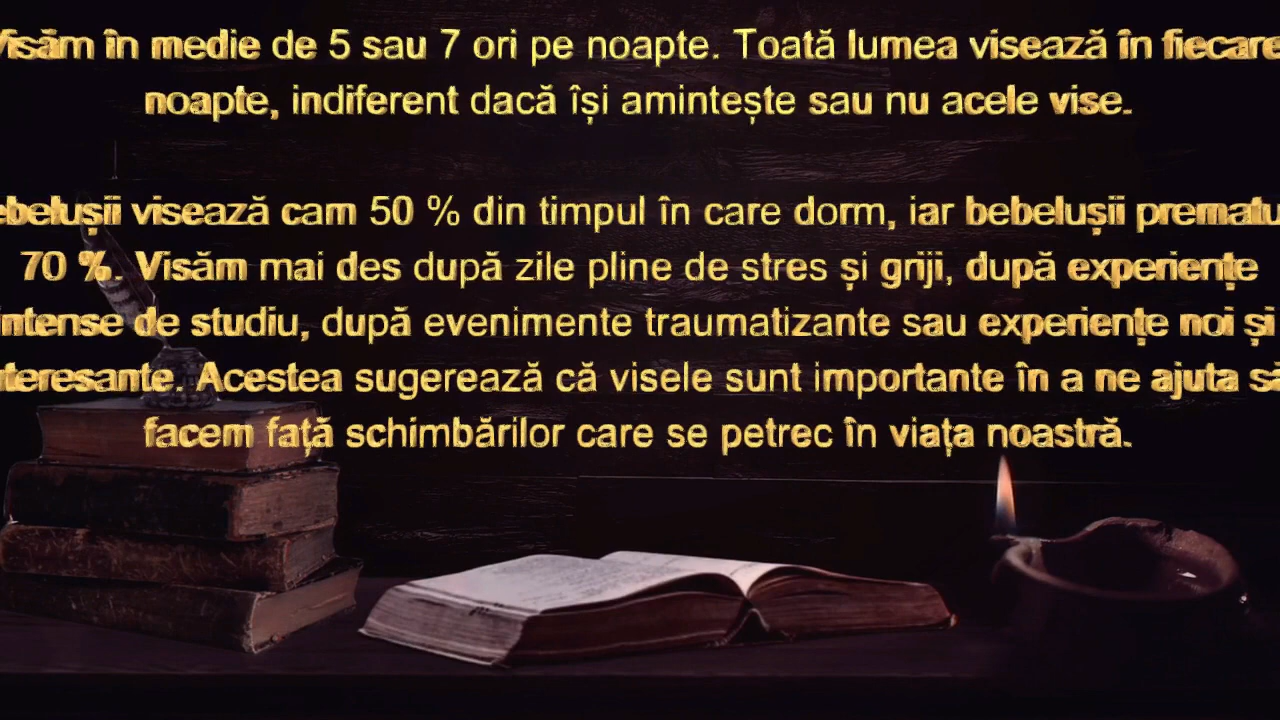 Visăm în medie de 5 sau 7 ori pe noapte. Toată lumea visează în fiecare
noapte, indiferent dacă își amintește sau nu acele vise.
ebelușii visează cam 50 % din timpul în care dorm, iar bebelușii prematu
70 %. Visăm mai des după zile pline de stres și griji, după experiențe
intense de studiu, după evenimente traumatizante sau experiențe noi și
nteresante. Acestea sugerează că visele sunt importante în a ne ajuta să
facem față schimbărilor care se petrec în viața noastră.